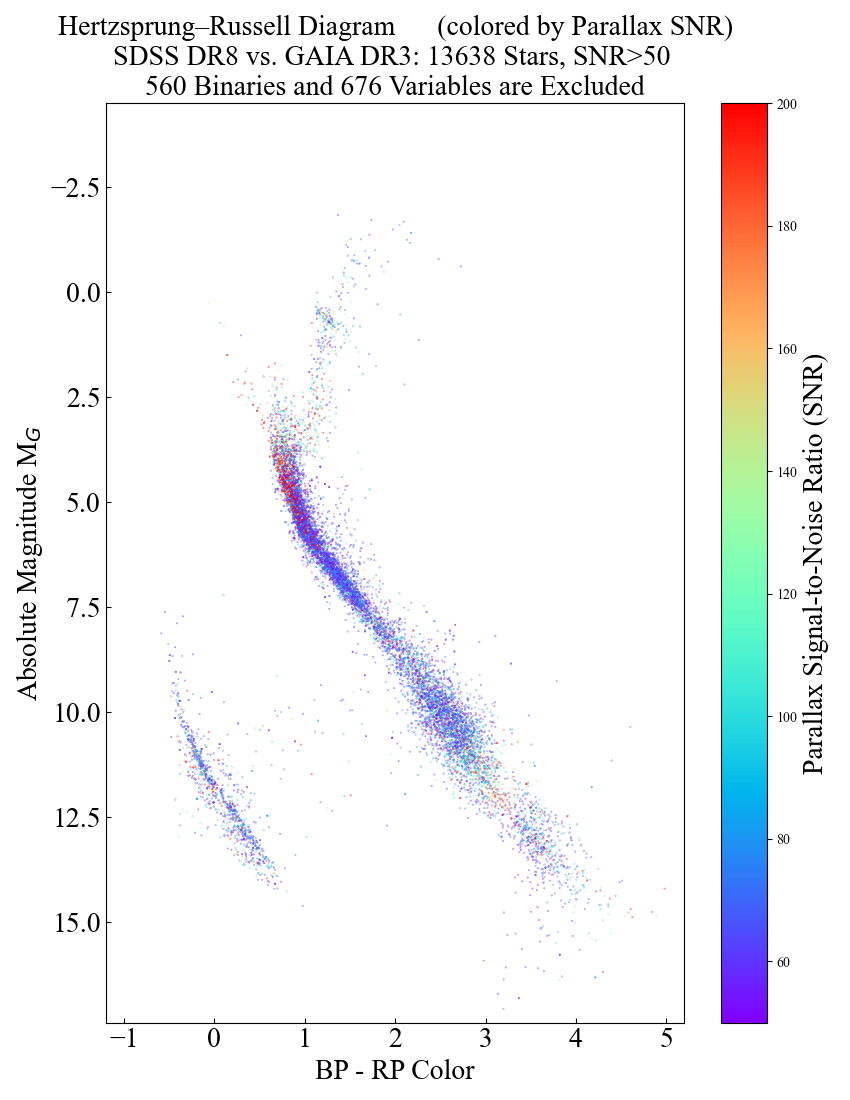 Hertzsprung–Russell Diagram (colored by Parallax SNR)
SDSS DR8 vs. GAIA DR3: 13638 Stars, SNR>50
560 Binaries and 676 Variables are Excluded
−2.5
0.0
2.5
5.0
7.5
10.0
12.5
15.0
Absolute Magnitude M_G
−1 0 1 2 3 4 5
BP - RP Color
200
180
160
140
120
100
80
60
Parallax Signal-to-Noise Ratio (SNR)